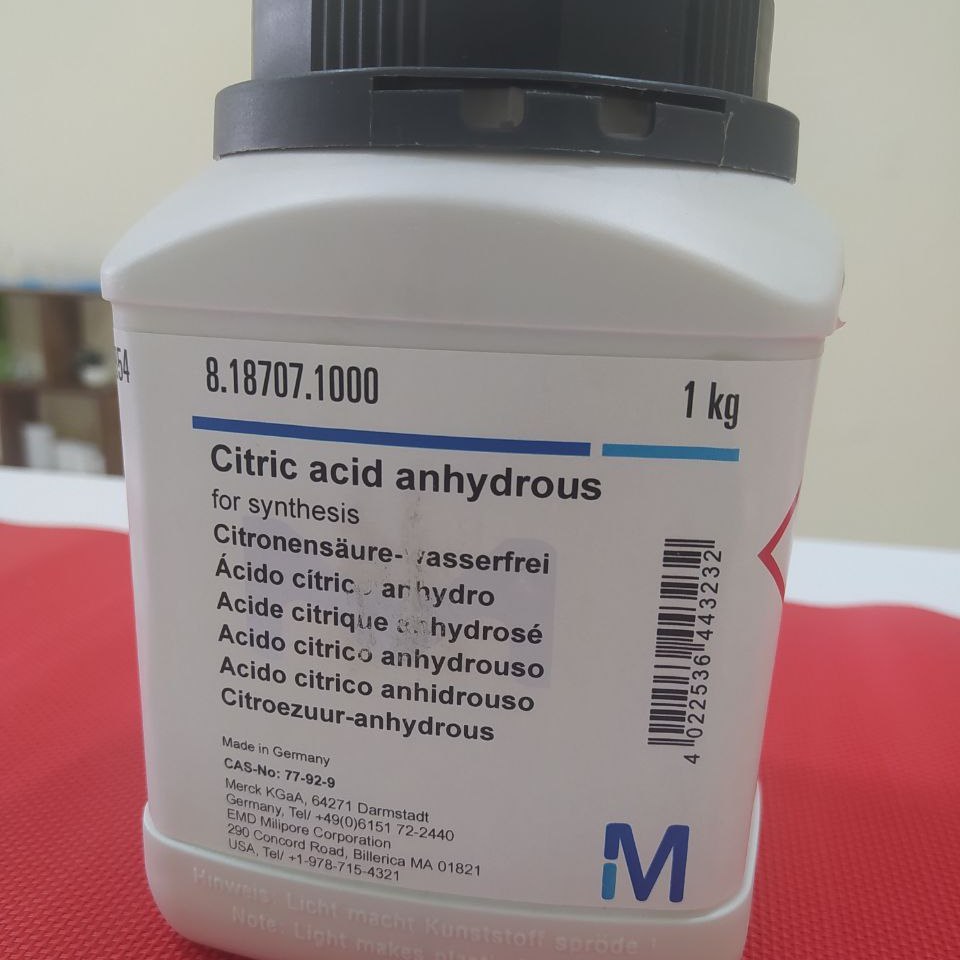 54
8.18707.1000
1 kg
Citric acid anhydrous
for synthesis
Citronensäure- asserfrei
Ácido cítrico anhydro
Acide citrique anhydrosé
Acido citrico anhydrouso
Acido citrico anhidrouso
Citroezuur-anhydrous
4 022536 443232
Made in Germany
CAS-No: 77-92-9
Merck KGaA, 64271 Darmstadt
Germany, Tel/ +49(0)6151 72-2440
EMD Milipore Corporation
290 Concord Road, Billerica MA 01821
USA, Tel/ +1-978-715-4321
M
Hinweis: Licht macht Kunststoff spröde !
Note: Light makes